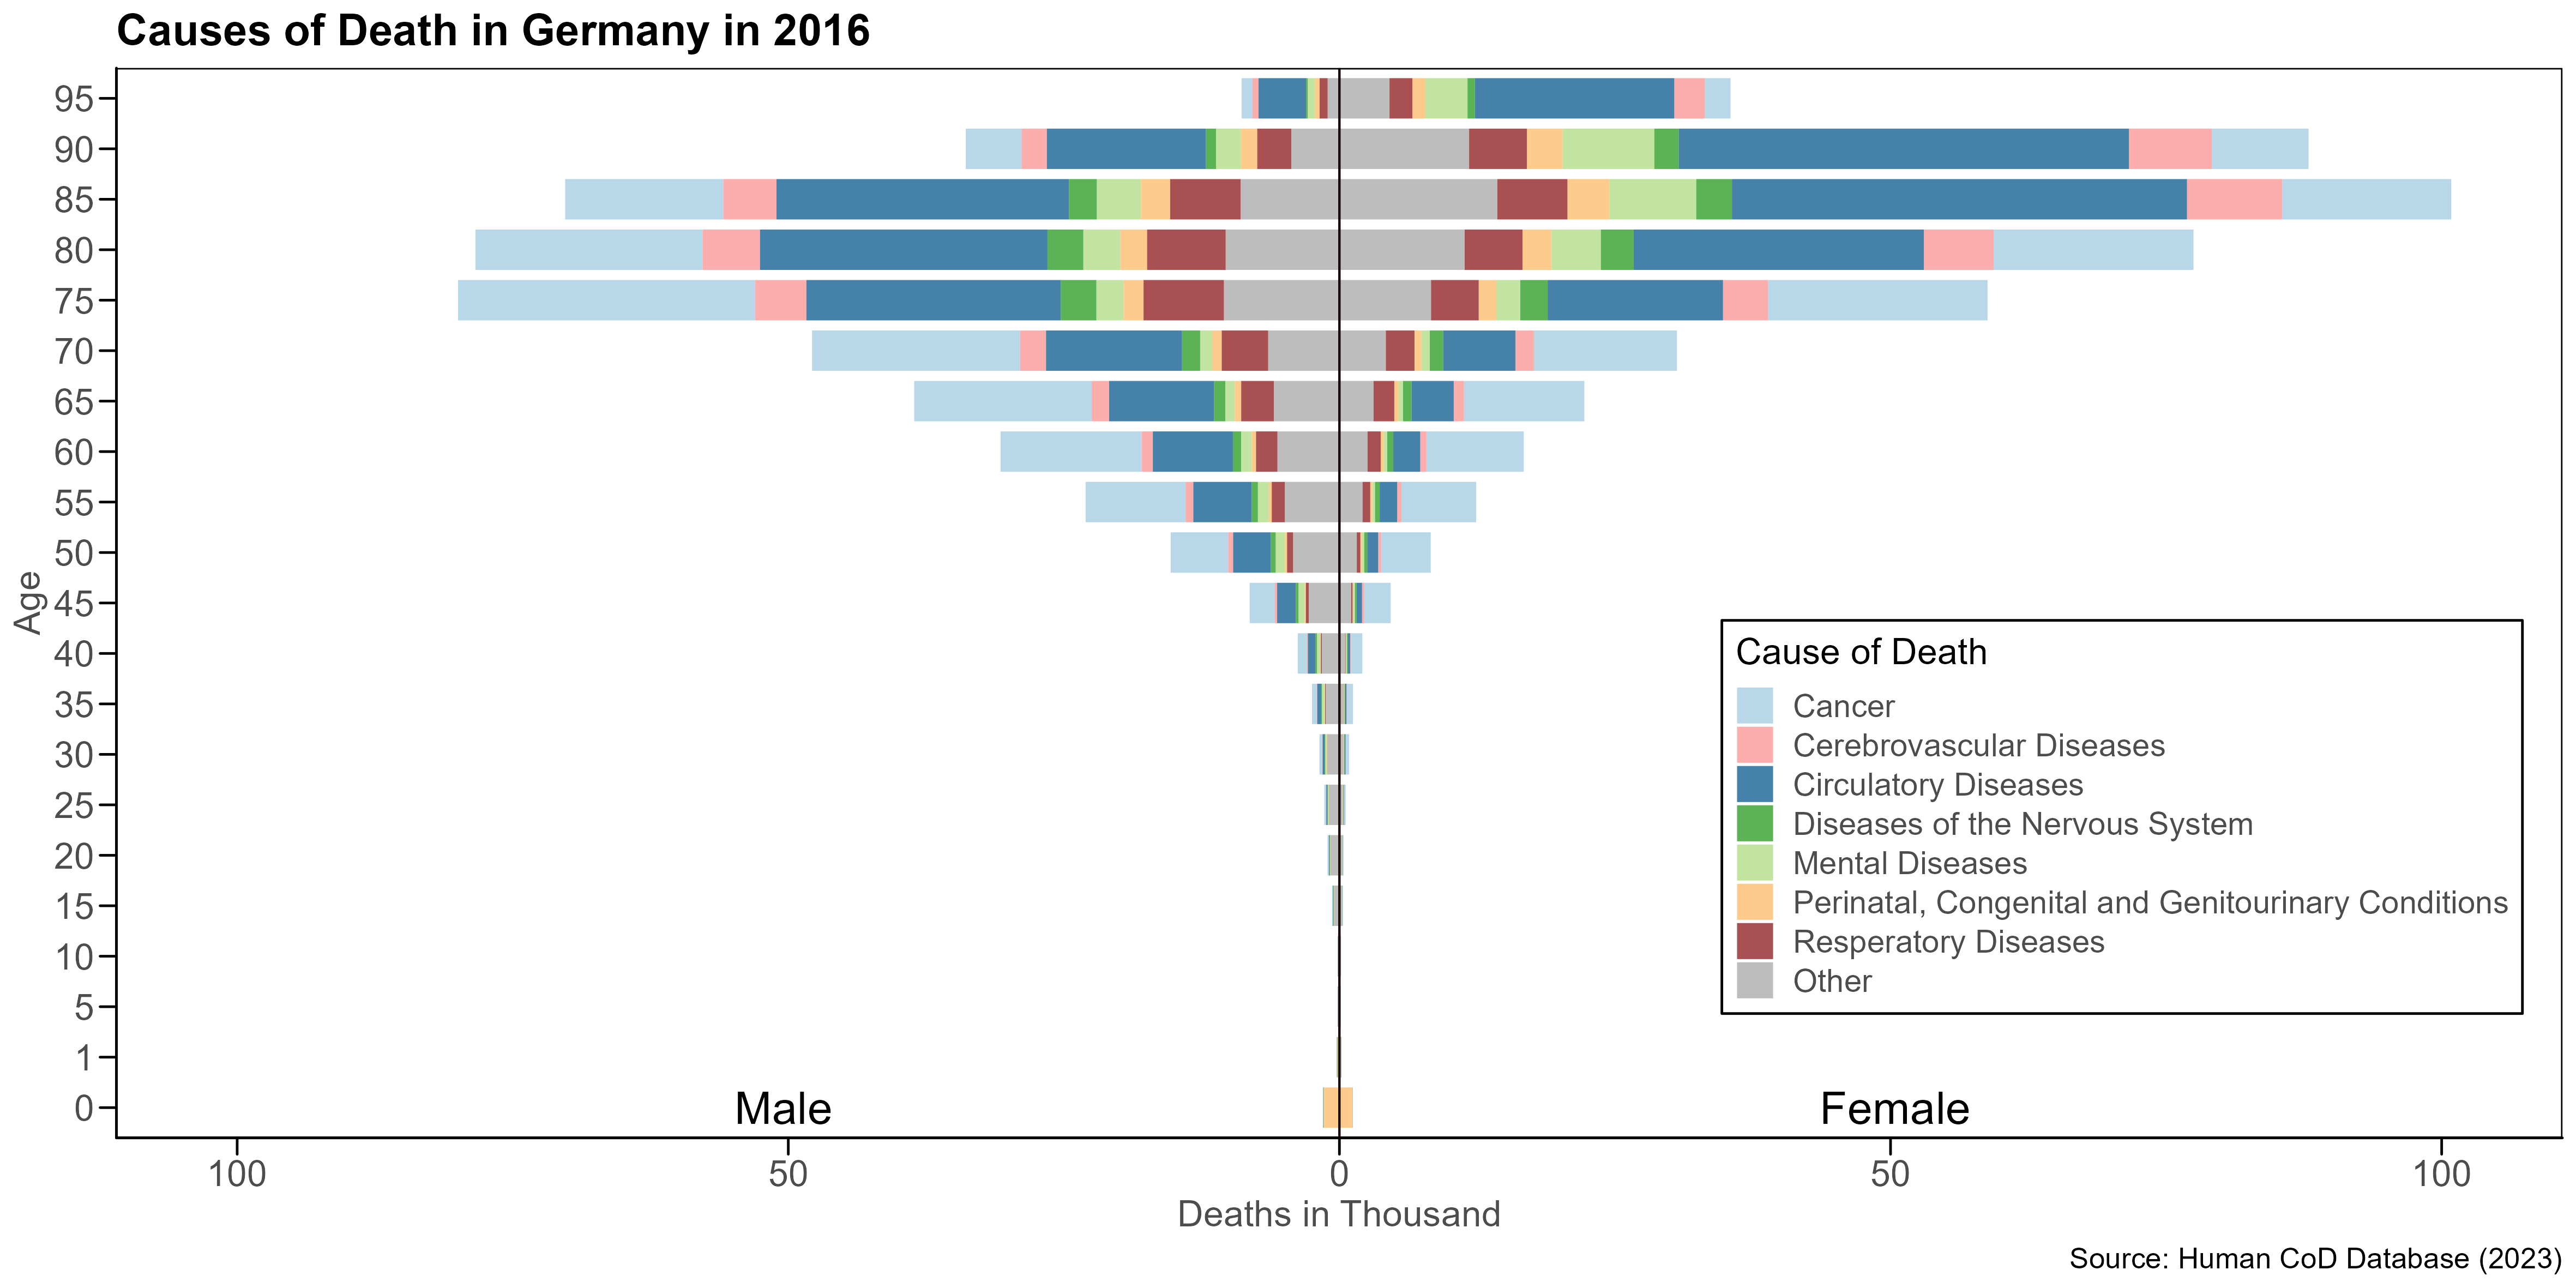 Causes of Death in Germany in 2016
95
90
85
80
75
70
65
60
55
50
45
40
35
30
25
20
15
10
5
1
0
Age
Cause of Death
Cancer
Cerebrovascular Diseases
Circulatory Diseases
Diseases of the Nervous System
Mental Diseases
Perinatal, Congenital and Genitourinary Conditions
Resperatory Diseases
Other
Male
Female
100 50 0 50 100
Deaths in Thousand
Source: Human CoD Database (2023)